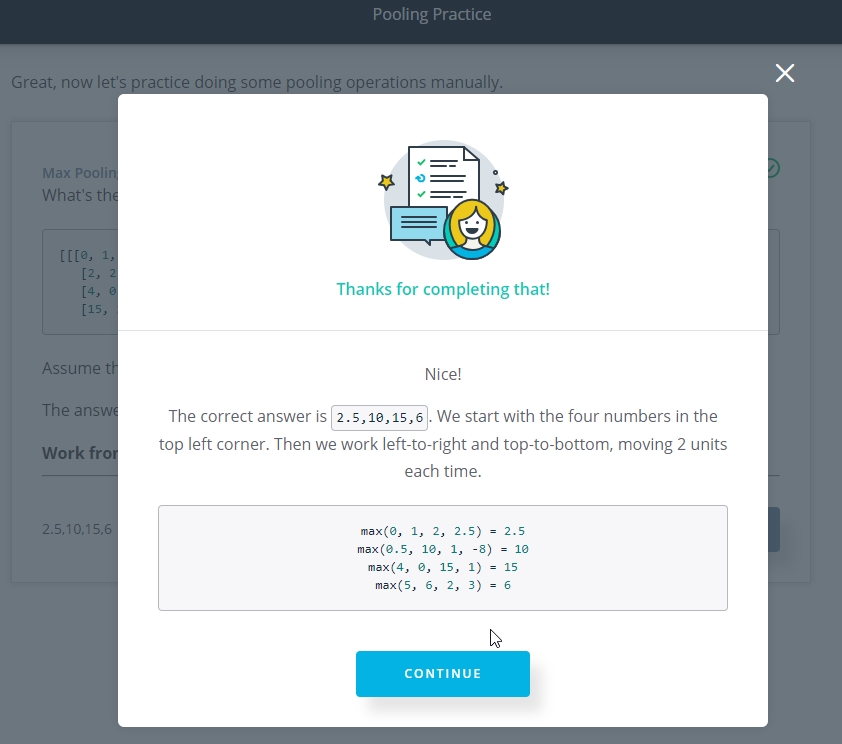 Pooling Practice
Great, now let's practice doing some pooling operations manually.
Max Poolin
What's the
[[[0, 1,
[2, 2
[4, 0
[15,
Assume th
The answe
Work fror
2.5,10,15,6
Thanks for completing that!
Nice!
The correct answer is 2.5,10,15,6. We start with the four numbers in the
top left corner. Then we work left-to-right and top-to-bottom, moving 2 units
each time.
max(0, 1, 2, 2.5) = 2.5
max(0.5, 10, 1, -8) = 10
max(4, 0, 15, 1) = 15
max(5, 6, 2, 3) = 6
CONTINUE